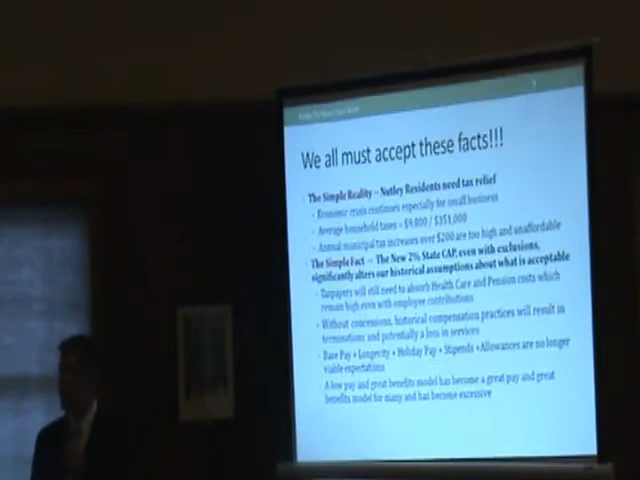 We all must accept these facts!!!
The Simple Reality – Nutley Residents need tax relief
Economic crisis continues especially for small business
Average household taxes = $9,800 / $351,000
Annual municipal tax increases over $200 are too high and unaffordable
The Simple Fact – The New 2% State CAP, even with exclusions,
significantly alters our historical assumptions about what is acceptable
Taxpayers will still need to absorb Health Care and Pension costs which
remain high even with employee contributions
Without concessions, historical compensation practices will result in
terminations and potentially a loss in services
Base Pay • Longevity • Holiday Pay • Stipends • Allowances are no longer
viable expectations
A low pay and great benefits model has become a great pay and great
benefits model for many and has become excessive